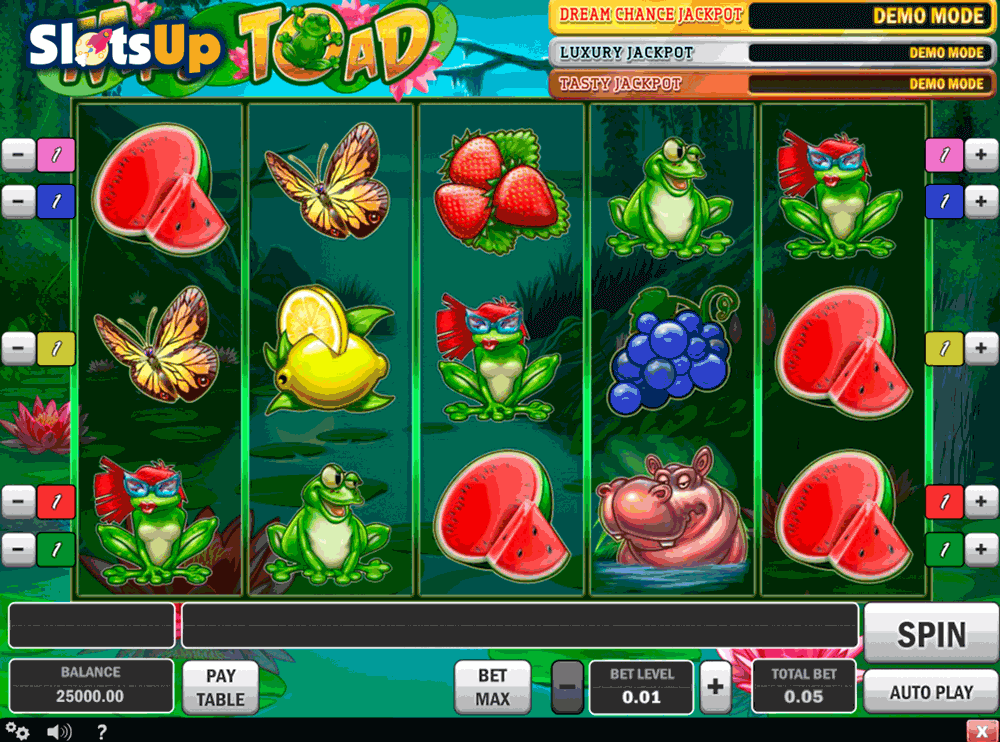 SlotsUp
TOAD
DREAM CHANCE JACKPOT DEMO MODE
LUXURY JACKPOT DEMO MODE
TASTY JACKPOT DEMO MODE
- 1 1 +
- 1 1 +
- 1 1 +
- 1 1 +
- 1 1 +
SPIN
BALANCE
25000.00
PAY
TABLE
BET
MAX
-
BET LEVEL
0.01
+
TOTAL BET
0.05
AUTO PLAY
?
X